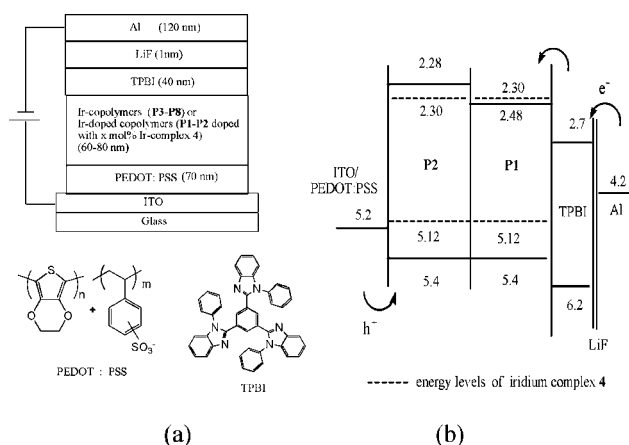 Al (120 nm)
LiF (1nm)
TPBI (40 nm)
Ir-copolymers (P3-P8) or
Ir-doped copolymers (P1-P2 doped
with x mol% Ir-complex 4)
(60-80 nm)
PEDOT: PSS (70 nm)
ITO
Glass
S
n
O
O
+
m
SO3-
PEDOT : PSS
N
N
N
N
N
N
TPBI
(a)
2.28
2.30
2.30
2.48
e-
2.7
ITO/
PEDOT:PSS
P2
P1
4.2
TPBI
Al
5.2
5.12
5.12
5.4
5.4
6.2
h+
LiF
energy levels of iridium complex 4
(b)